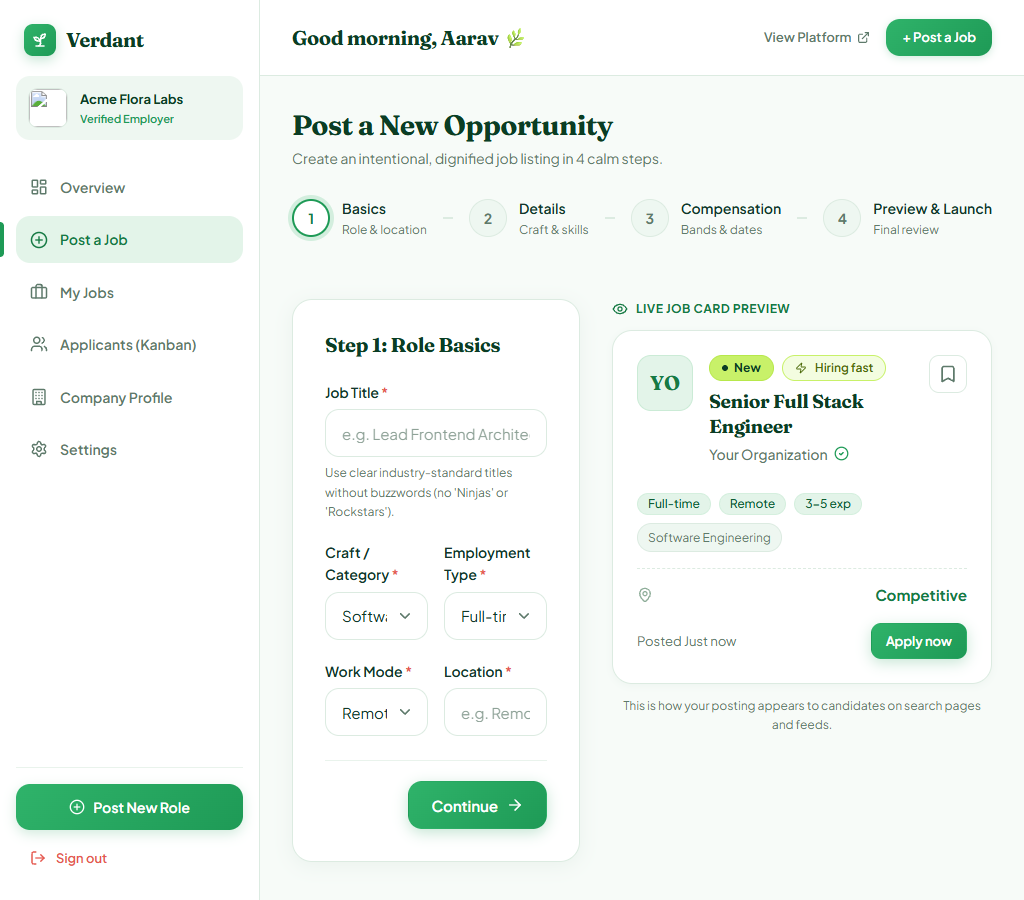 Verdant
Acme Flora Labs
Verified Employer
Overview
Post a Job
My Jobs
Applicants (Kanban)
Company Profile
Settings
Post New Role
Sign out
Good morning, Aarav 🌿
View Platform
+ Post a Job
Post a New Opportunity
Create an intentional, dignified job listing in 4 calm steps.
1
Basics
Role & location
2
Details
Craft & skills
3
Compensation
Bands & dates
4
Preview & Launch
Final review
Step 1: Role Basics
Job Title *
e.g. Lead Frontend Archite
Use clear industry-standard titles
without buzzwords (no 'Ninjas' or
'Rockstars').
Craft /
Category *
Softwa
Employment
Type *
Full-tir
Work Mode *
Remot
Location *
e.g. Remo
Continue
LIVE JOB CARD PREVIEW
YO
New
Hiring fast
Senior Full Stack
Engineer
Your Organization
Full-time
Remote
3–5 exp
Software Engineering
Competitive
Posted Just now
Apply now
This is how your posting appears to candidates on search pages
and feeds.